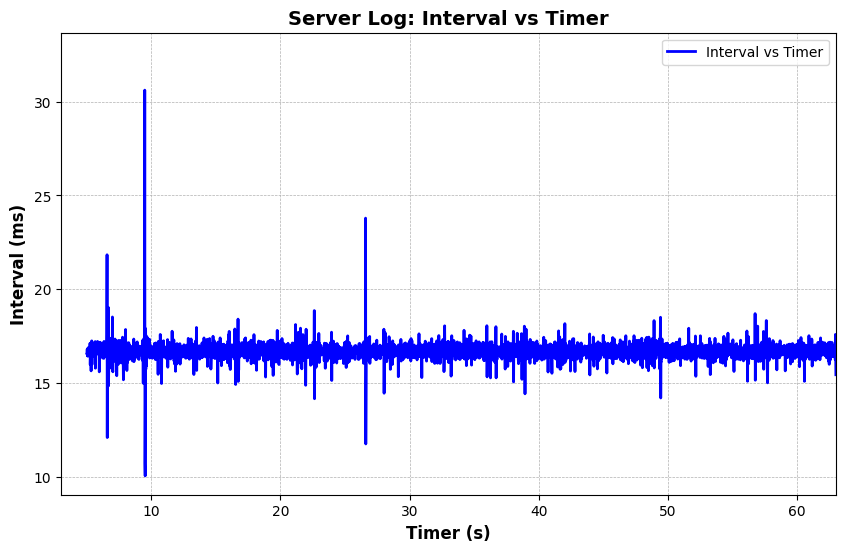 Server Log: Interval vs Timer
Interval vs Timer
30
25
20
15
10
Interval (ms)
10 20 30 40 50 60
Timer (s)